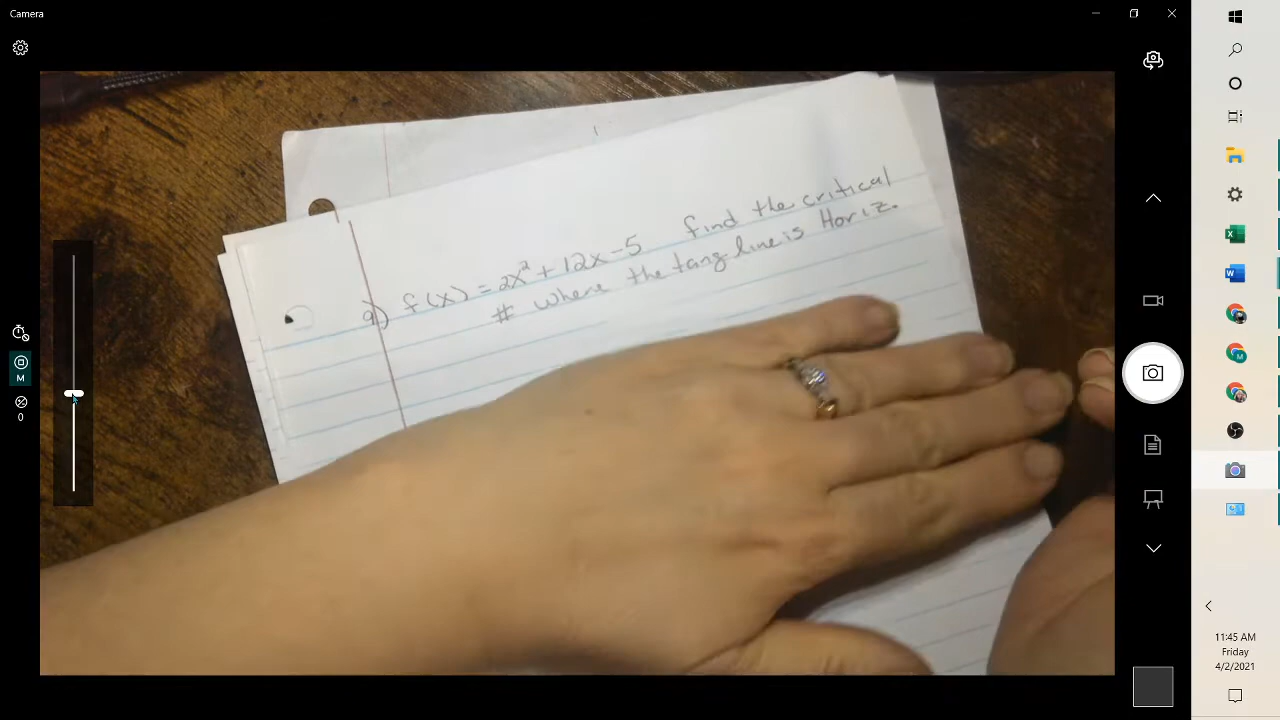 Camera
a) f(x) = 2x² + 12x - 5 find the critical
# where the tang line is Horiz.
M
0
11:45 AM
Friday
4/2/2021